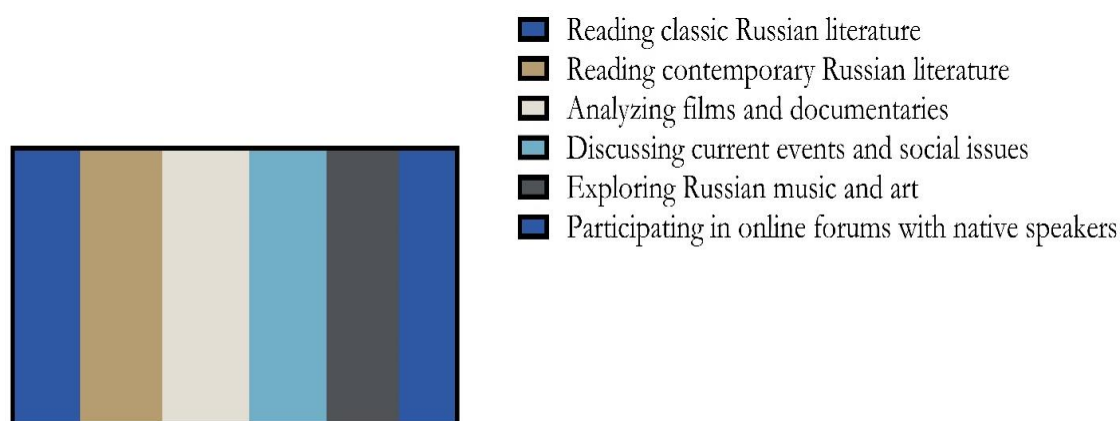 Reading classic Russian literature
Reading contemporary Russian literature
Analyzing films and documentaries
Discussing current events and social issues
Exploring Russian music and art
Participating in online forums with native speakers